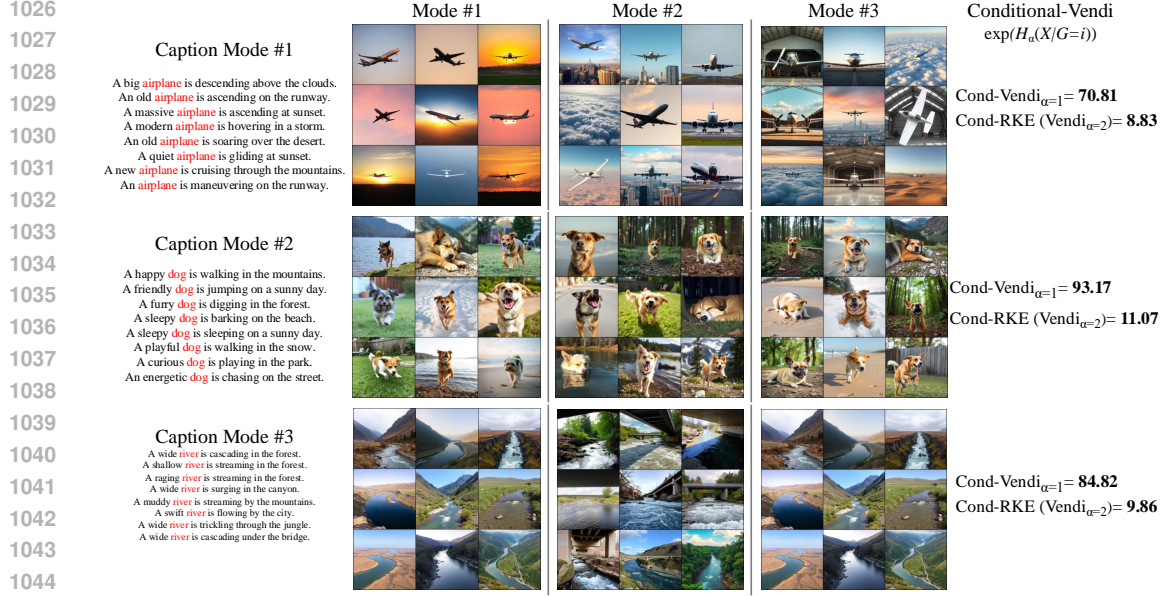 1026
1027
1028
1029
1030
1031
1032
1033
1034
1035
1036
1037
1038
1039
1040
1041
1042
1043
1044
Mode #1
Mode #2
Mode #3
Conditional-Vendi
exp(H_α(X/G=i))
Caption Mode #1
A big airplane is descending above the clouds.
An old airplane is ascending on the runway.
A massive airplane is ascending at sunset.
A modern airplane is hovering in a storm.
An old airplane is soaring over the desert.
A quiet airplane is gliding at sunset.
A new airplane is cruising through the mountains.
An airplane is maneuvering on the runway.
Cond-Vendi_α=1= 70.81
Cond-RKE (Vendi_α=2)= 8.83
Caption Mode #2
A happy dog is walking in the mountains.
A friendly dog is jumping on a sunny day.
A furry dog is digging in the forest.
A sleepy dog is barking on the beach.
A sleepy dog is sleeping on a sunny day.
A playful dog is walking in the snow.
A curious dog is playing in the park.
An energetic dog is chasing on the street.
Cond-Vendi_α=1= 93.17
Cond-RKE (Vendi_α=2)= 11.07
Caption Mode #3
A wide river is cascading in the forest.
A shallow river is streaming in the forest.
A raging river is streaming in the forest.
A wide river is surging in the canyon.
A muddy river is streaming by the mountains.
A swift river is flowing by the city.
A wide river is trickling through the jungle.
A wide river is cascading under the bridge.
Cond-Vendi_α=1= 84.82
Cond-RKE (Vendi_α=2)= 9.86